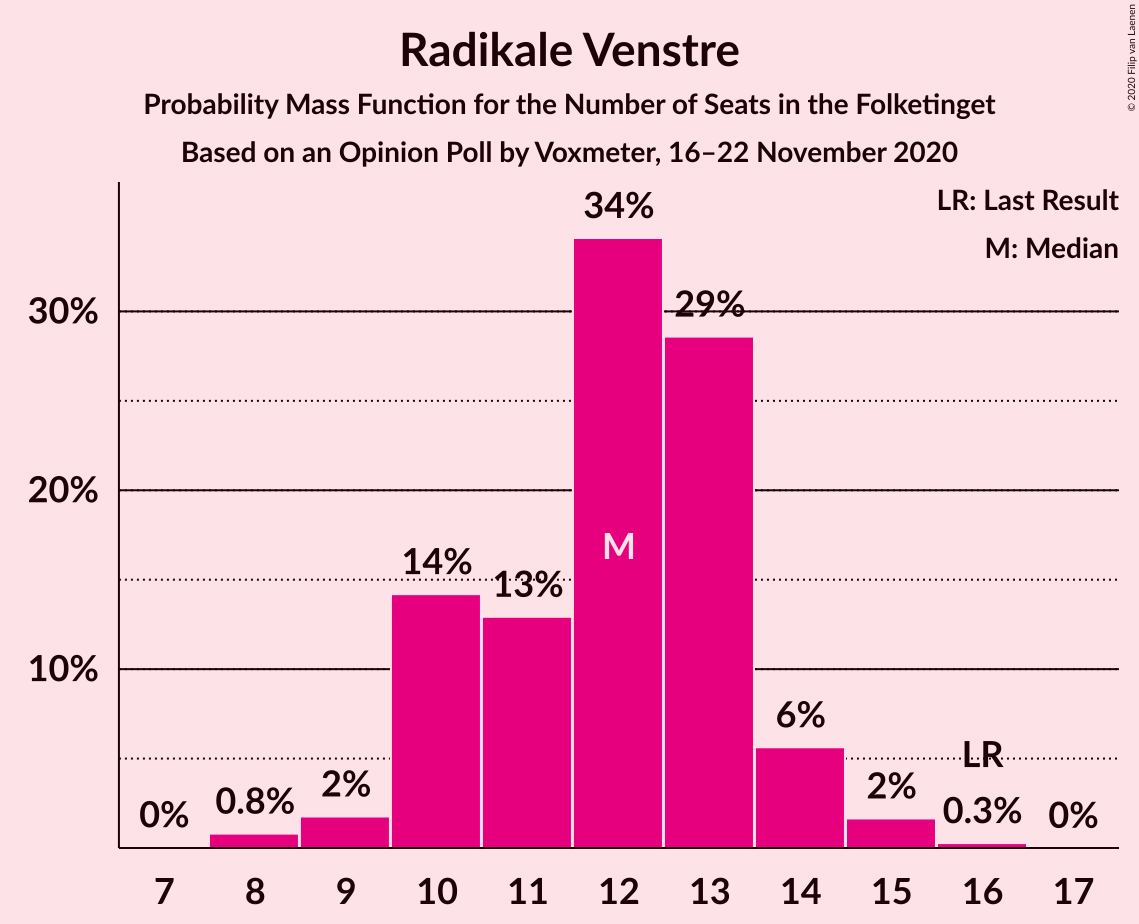 Radikale Venstre
Probability Mass Function for the Number of Seats in the Folketinget
Based on an Opinion Poll by Voxmeter, 16–22 November 2020
© 2020 Filip van Laenen
LR: Last Result
M: Median
34%
29%
30%
20%
M
14%
13%
10%
6%
LR
2%
2%
0.8%
0.3%
0%
0%
7 8 9 10 11 12 13 14 15 16 17